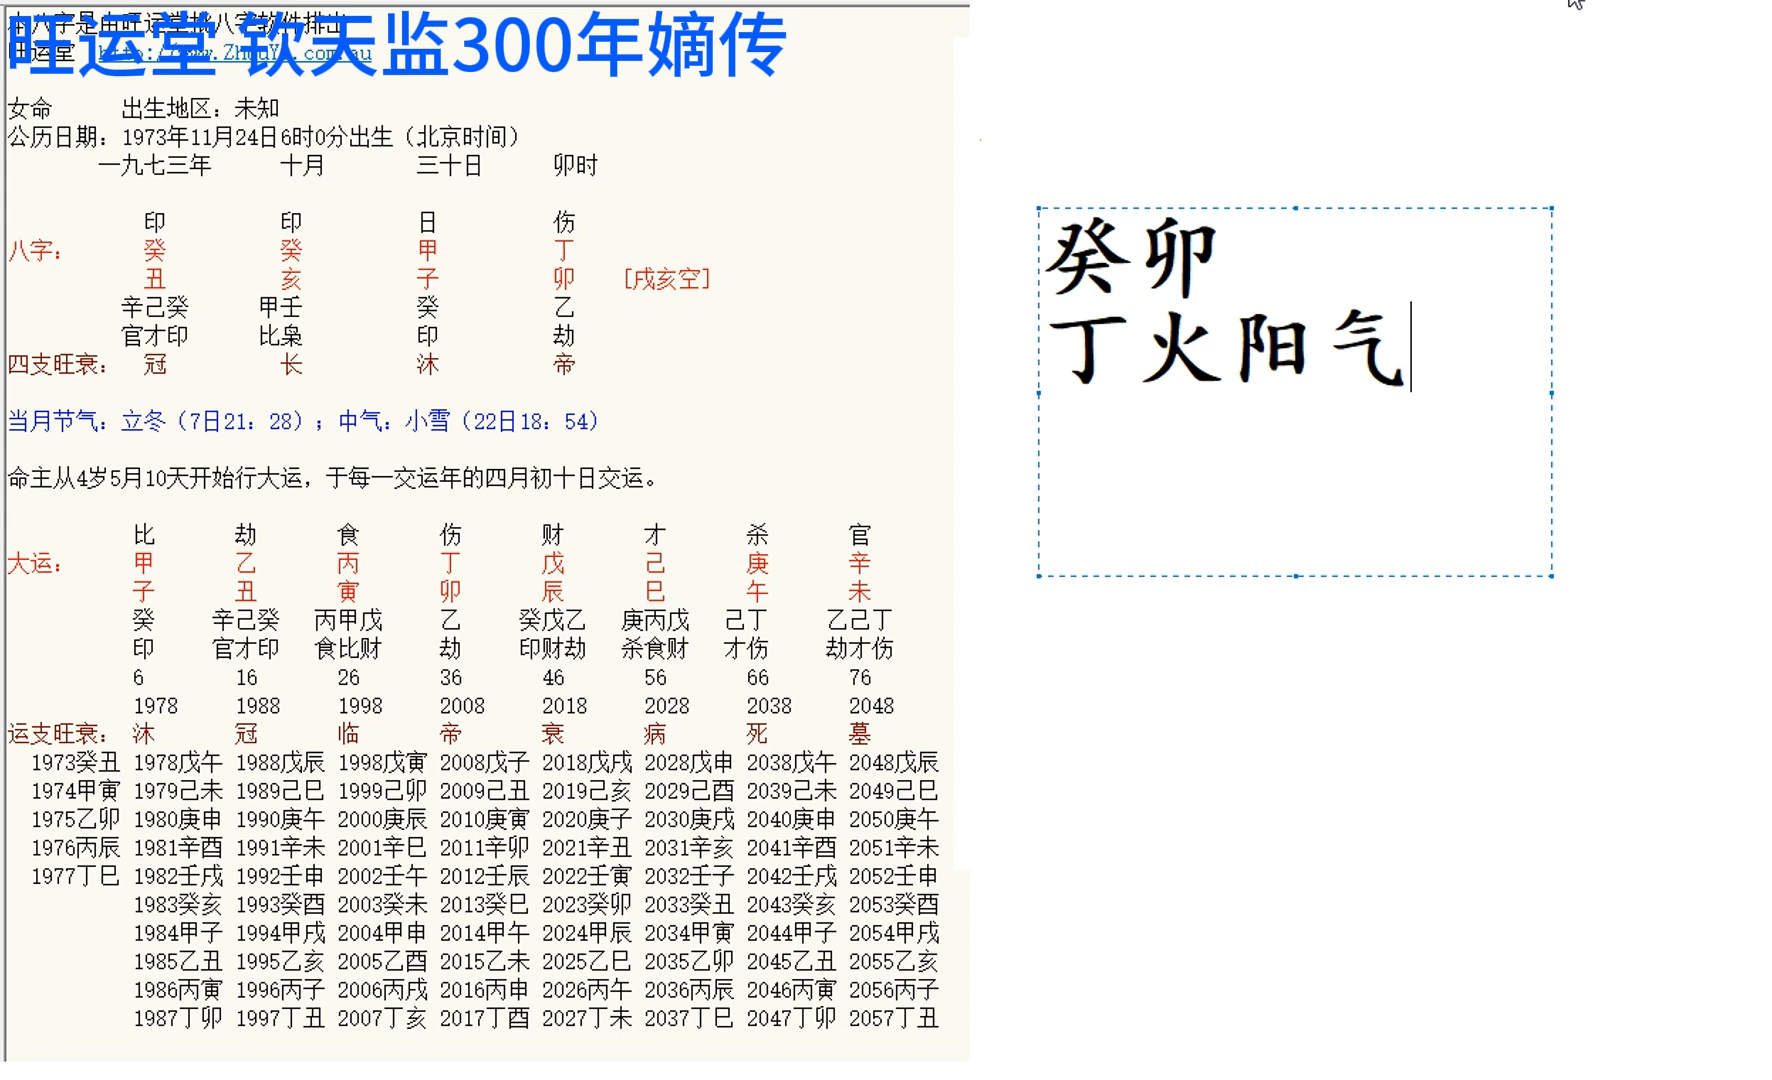 本八字是由旺运堂批八字软件排出
旺运堂 钦天监300年嫡传
旺运堂 http://www.ZhouYi.com.au
女命 出生地区：未知
公历日期：1973年11月24日6时0分出生（北京时间）
一九七三年 十月 三十日 卯时
印 印 日 伤
八字： 癸 癸 甲 丁
丑 亥 子 卯 [戌亥空]
辛己癸 甲壬 癸 乙
官才印 比枭 印 劫
四支旺衰： 冠 长 沐 帝
当月节气：立冬（7日21：28）；中气：小雪（22日18：54）
命主从4岁5月10天开始行大运，于每一交运年的四月初十日交运。
比 劫 食 伤 财 才 杀 官
大运： 甲 乙 丙 丁 戊 己 庚 辛
子 丑 寅 卯 辰 巳 午 未
癸 辛己癸 丙甲戊 乙 癸戊乙 庚丙戊 己丁 乙己丁
印 官才印 食比财 劫 印财劫 杀食财 才伤 劫才伤
6 16 26 36 46 56 66 76
1978 1988 1998 2008 2018 2028 2038 2048
运支旺衰： 沐 冠 临 帝 衰 病 死 墓
1973癸丑 1978戊午 1988戊辰 1998戊寅 2008戊子 2018戊戌 2028戊申 2038戊午 2048戊辰
1974甲寅 1979己未 1989己巳 1999己卯 2009己丑 2019己亥 2029己酉 2039己未 2049己巳
1975乙卯 1980庚申 1990庚午 2000庚辰 2010庚寅 2020庚子 2030庚戌 2040庚申 2050庚午
1976丙辰 1981辛酉 1991辛未 2001辛巳 2011辛卯 2021辛丑 2031辛亥 2041辛酉 2051辛未
1977丁巳 1982壬戌 1992壬申 2002壬午 2012壬辰 2022壬寅 2032壬子 2042壬戌 2052壬申
1983癸亥 1993癸酉 2003癸未 2013癸巳 2023癸卯 2033癸丑 2043癸亥 2053癸酉
1984甲子 1994甲戌 2004甲申 2014甲午 2024甲辰 2034甲寅 2044甲子 2054甲戌
1985乙丑 1995乙亥 2005乙酉 2015乙未 2025乙巳 2035乙卯 2045乙丑 2055乙亥
1986丙寅 1996丙子 2006丙戌 2016丙申 2026丙午 2036丙辰 2046丙寅 2056丙子
1987丁卯 1997丁丑 2007丁亥 2017丁酉 2027丁未 2037丁巳 2047丁卯 2057丁丑
癸卯
丁火阳气